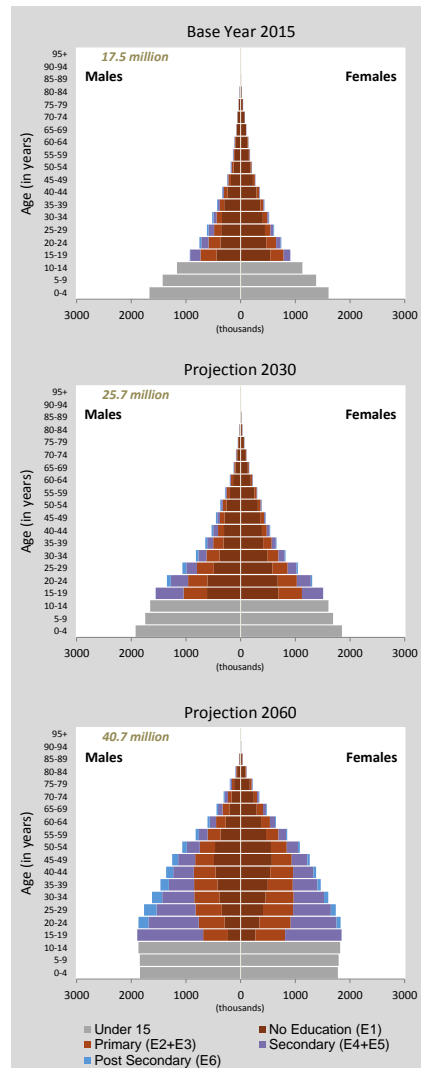 Base Year 2015
17.5 million
Males
Females
Age (in years)
95+
90-94
85-89
80-84
75-79
70-74
65-69
60-64
55-59
50-54
45-49
40-44
35-39
30-34
25-29
20-24
15-19
10-14
5-9
0-4
3000 2000 1000 0 1000 2000 3000
(thousands)
Projection 2030
25.7 million
Males
Females
Age (in years)
95+
90-94
85-89
80-84
75-79
70-74
65-69
60-64
55-59
50-54
45-49
40-44
35-39
30-34
25-29
20-24
15-19
10-14
5-9
0-4
3000 2000 1000 0 1000 2000 3000
(thousands)
Projection 2060
40.7 million
Males
Females
Age (in years)
95+
90-94
85-89
80-84
75-79
70-74
65-69
60-64
55-59
50-54
45-49
40-44
35-39
30-34
25-29
20-24
15-19
10-14
5-9
0-4
3000 2000 1000 0 1000 2000 3000
(thousands)
Under 15 No Education (E1)
Primary (E2+E3) Secondary (E4+E5)
Post Secondary (E6)